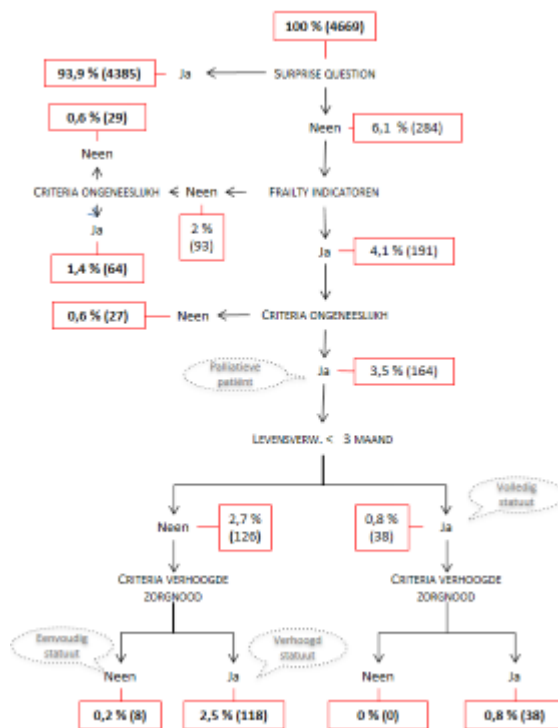 100 % (4669)
93,9 % (4385) Ja SURPRISE QUESTION
0,6 % (29) Neen 6,1 % (284)
Neen
CRITERIA ONGENEESLIJKH Neen FRAILTY INDICATOREN
Ja 2 %
(93) Ja 4,1 % (191)
1,4 % (64)
0,6 % (27) Neen CRITERIA ONGENEESLIJKH
Palliatieve
patiënt Ja 3,5 % (164)
LEVENSVERW. < 3 MAAND
Volledig
statuut
Neen 2,7 %
(126) 0,8 %
(38) Ja
CRITERIA VERHOOGDE
ZORGNOOD CRITERIA VERHOOGDE
ZORGNOOD
Eenvoudig
statuut Verhoogd
statuut
Neen Ja Neen Ja
0,2 % (8) 2,5 % (118) 0 % (0) 0,8 % (38)